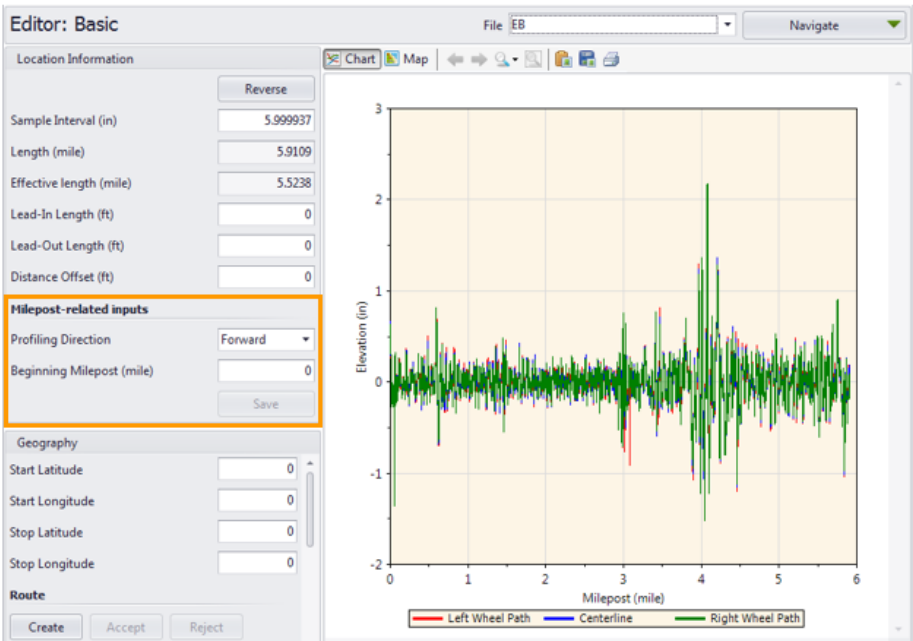 Editor: Basic
File EB
Navigate
Location Information
Reverse
Sample Interval (in) 5.999937
Length (mile) 5.9109
Effective length (mile) 5.5238
Lead-In Length (ft) 0
Lead-Out Length (ft) 0
Distance Offset (ft) 0
Milepost-related inputs
Profiling Direction Forward
Beginning Milepost (mile) 0
Save
Geography
Start Latitude 0
Start Longitude 0
Stop Latitude 0
Stop Longitude 0
Route
Create Accept Reject
Chart Map
3
2
1
0
-1
-2
Elevation (in)
0 1 2 3 4 5 6
Milepost (mile)
Left Wheel Path Centerline Right Wheel Path